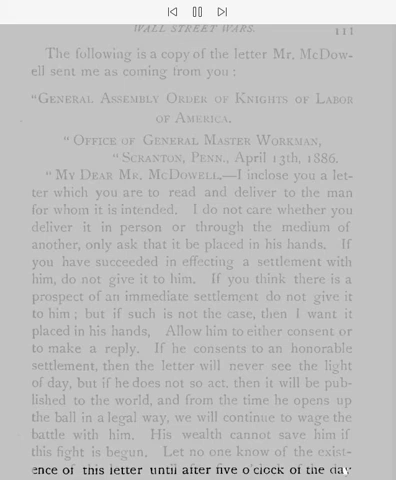 WALL STREET WARS. 111
The following is a copy of the letter Mr. McDow-
ell sent me as coming from you :
"GENERAL ASSEMBLY ORDER OF KNIGHTS OF LABOR
OF AMERICA.
"OFFICE OF GENERAL MASTER WORKMAN,
"SCRANTON, PENN., April 13th, 1886.
"MY DEAR MR. MCDOWELL.—I inclose you a let-
ter which you are to read and deliver to the man
for whom it is intended. I do not care whether you
deliver it in person or through the medium of
another, only ask that it be placed in his hands. If
you have succeeded in effecting a settlement with
him, do not give it to him. If you think there is a
prospect of an immediate settlement do not give it
to him ; but if such is not the case, then I want it
placed in his hands, Allow him to either consent or
to make a reply. If he consents to an honorable
settlement, then the letter will never see the light
of day, but if he does not so act, then it will be pub-
lished to the world, and from the time he opens up
the ball in a legal way, we will continue to wage the
battle with him. His wealth cannot save him if
this fight is begun. Let no one know of the exist-
ence of this letter until after five o'clock of the day